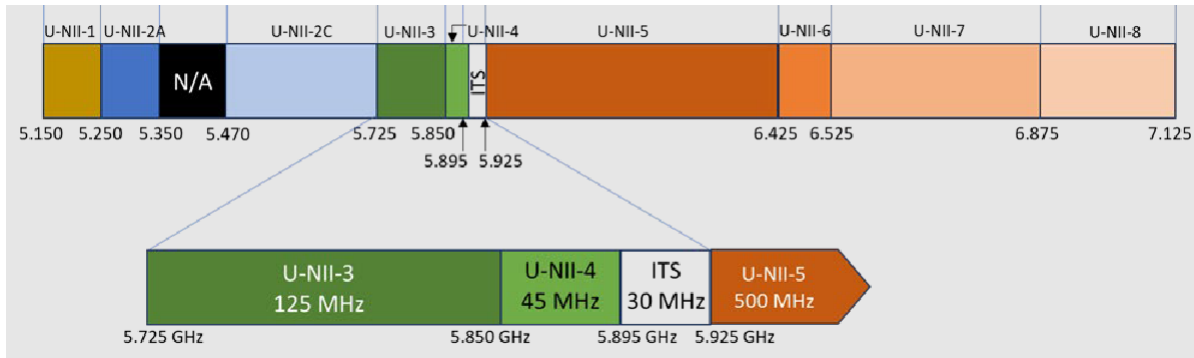 U-NII-1 U-NII-2A U-NII-2C U-NII-3 U-NII-4 U-NII-5 U-NII-6 U-NII-7 U-NII-8
N/A ITS
5.150 5.250 5.350 5.470 5.725 5.850 6.425 6.525 6.875 7.125
5.895 5.925
U-NII-3 U-NII-4 ITS U-NII-5
125 MHz 45 MHz 30 MHz 500 MHz
5.725 GHz 5.850 GHz 5.895 GHz 5.925 GHz